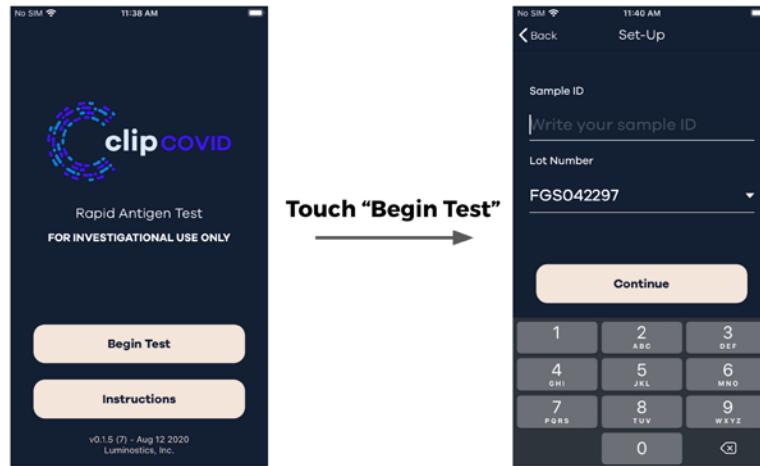 No SIM 11:38 AM
clip COVID
Rapid Antigen Test
FOR INVESTIGATIONAL USE ONLY
Begin Test
Instructions
v0.1.5 (7) - Aug 12 2020
Luminostics, Inc.
Touch “Begin Test”
No SIM 11:40 AM
Back Set-Up
Sample ID
Write your sample ID
Lot Number
FGS042297
Continue
1 2 3
ABC DEF
4 5 6
GHI JKL MNO
7 8 9
PQRS TUV WXYZ
0